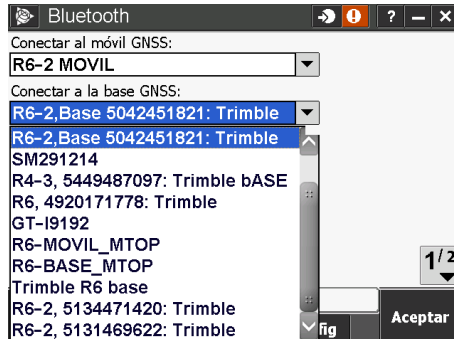 Bluetooth
? – ×
Conectar al móvil GNSS:
R6-2 MOVIL
Conectar a la base GNSS:
R6-2,Base 5042451821: Trimble
R6-2,Base 5042451821: Trimble
SM291214
R4-3, 5449487097: Trimble bASE
R6, 4920171778: Trimble
GT-I9192
R6-MOVIL_MTOP
R6-BASE_MTOP
Trimble R6 base
R6-2, 5134471420: Trimble
R6-2, 5131469622: Trimble
1/2
fig
Aceptar